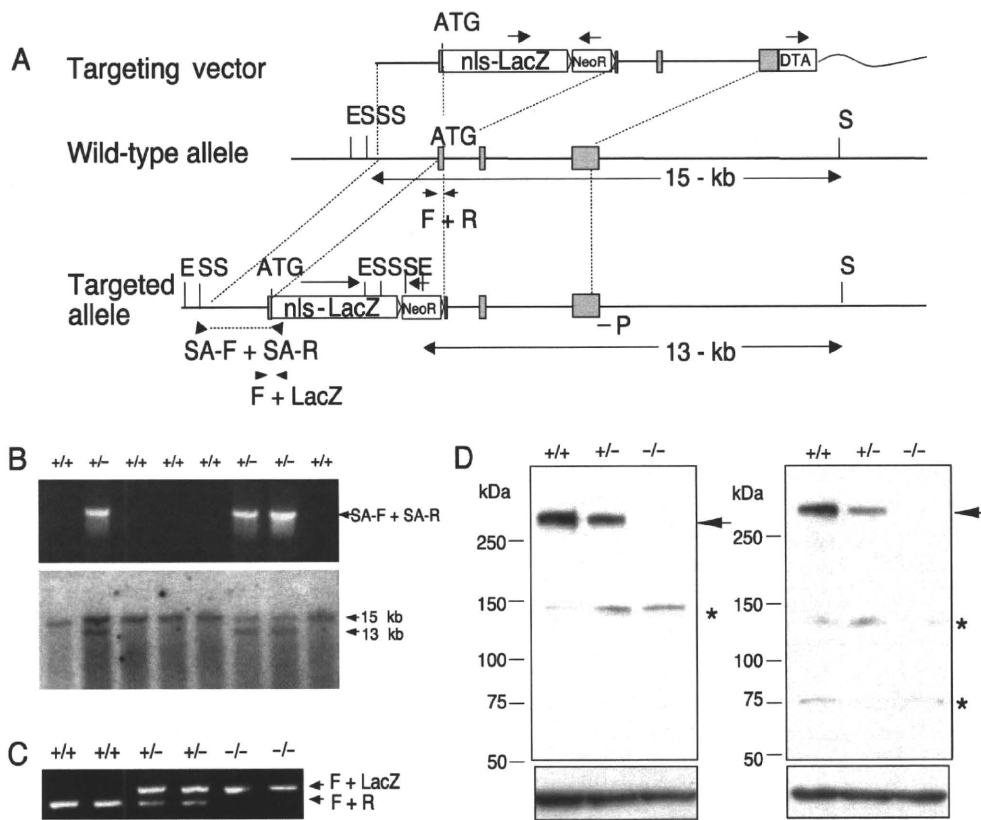 A
ATG
Targeting vector
nls-LacZ
NeoR
DTA
ESSS
ATG
S
Wild-type allele
15 - kb
F + R
ESS
ATG
ESSSSE
S
Targeted
allele
nls-LacZ
NeoR
P
SA-F + SA-R
13 - kb
F + LacZ
B
+/+ +/- +/+ +/+ +/+ +/- +/- +/+
SA-F + SA-R
15 kb
13 kb
C
+/+ +/+ +/- +/- -/- -/-
F + LacZ
F + R
D
+/+ +/- -/-
kDa
250
150
*
100
75
50
+/+ +/- -/-
kDa
250
150
*
100
75
*
50